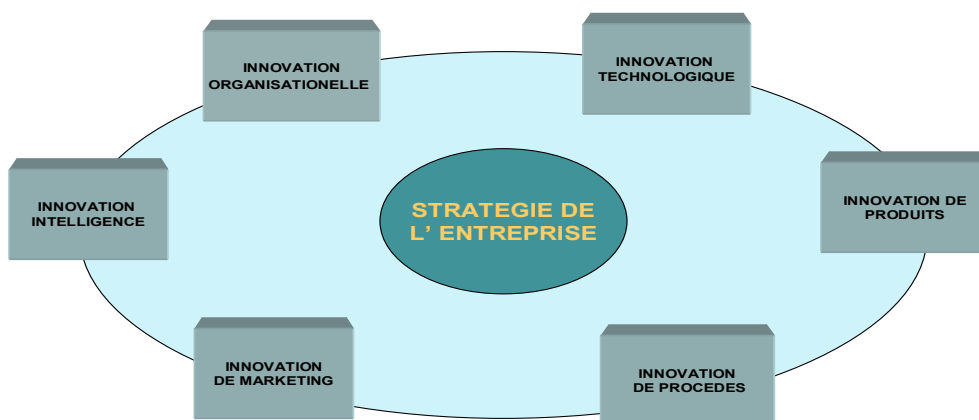 INNOVATION
ORGANISATIONELLE
INNOVATION
TECHNOLOGIQUE
INNOVATION
INTELLIGENCE
STRATEGIE DE
L' ENTREPRISE
INNOVATION DE
PRODUITS
INNOVATION
DE MARKETING
INNOVATION
DE PROCEDES